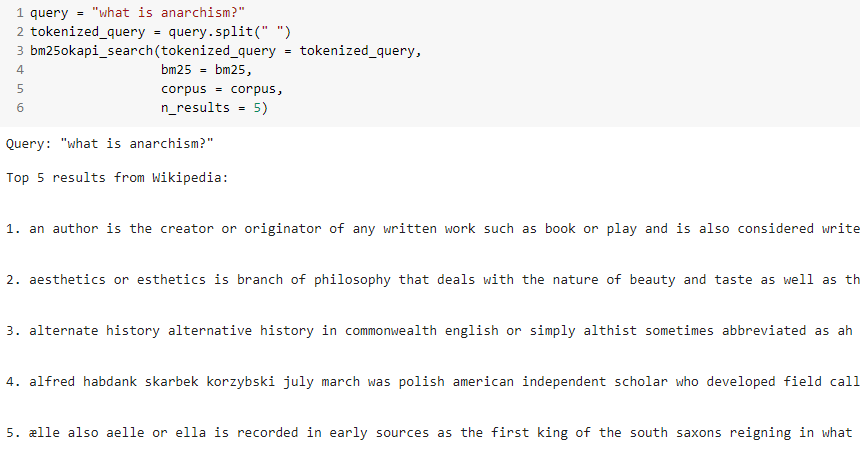 1 query = "what is anarchism?"
2 tokenized_query = query.split(" ")
3 bm25okapi_search(tokenized_query = tokenized_query,
4 bm25 = bm25,
5 corpus = corpus,
6 n_results = 5)
Query: "what is anarchism?"
Top 5 results from Wikipedia:
1. an author is the creator or originator of any written work such as book or play and is also considered write
2. aesthetics or esthetics is branch of philosophy that deals with the nature of beauty and taste as well as th
3. alternate history alternative history in commonwealth english or simply althist sometimes abbreviated as ah
4. alfred habdank skarbek korzybski july march was polish american independent scholar who developed field call
5. ælle also aelle or ella is recorded in early sources as the first king of the south saxons reigning in what